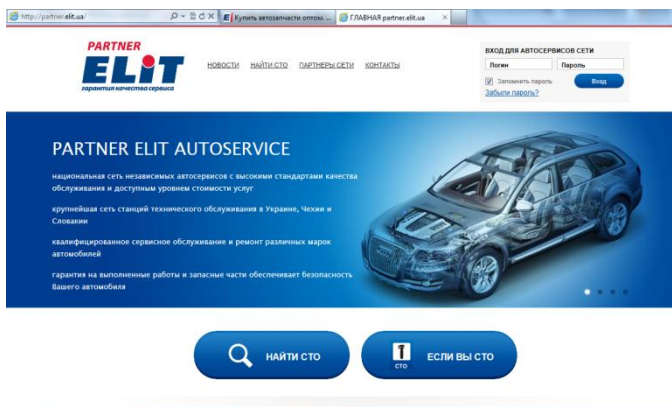 http://partner.elit.ua/
Купить автозапчасти оптом. ...
ГЛАВНАЯ partner.elit.ua
PARTNER
ELiT
гарантия качества сервиса
НОВОСТИ НАЙТИ СТО ПАРТНЕРЫ СЕТИ КОНТАКТЫ
ВХОД ДЛЯ АВТОСЕРВИСОВ СЕТИ
Логин Пароль
Запомнить пароль Вход
Забыли пароль?
PARTNER ELIT AUTOSERVICE
национальная сеть независимых автосервисов с высокими стандартами качества
обслуживания и доступным уровнем стоимости услуг
крупнейшая сеть станций технического обслуживания в Украине, Чехии и
Словакии
квалифицированное сервисное обслуживание и ремонт различных марок
автомобилей
гарантия на выполненные работы и запасные части обеспечивает безопасность
Вашего автомобиля
НАЙТИ СТО
СТО
ЕСЛИ ВЫ СТО